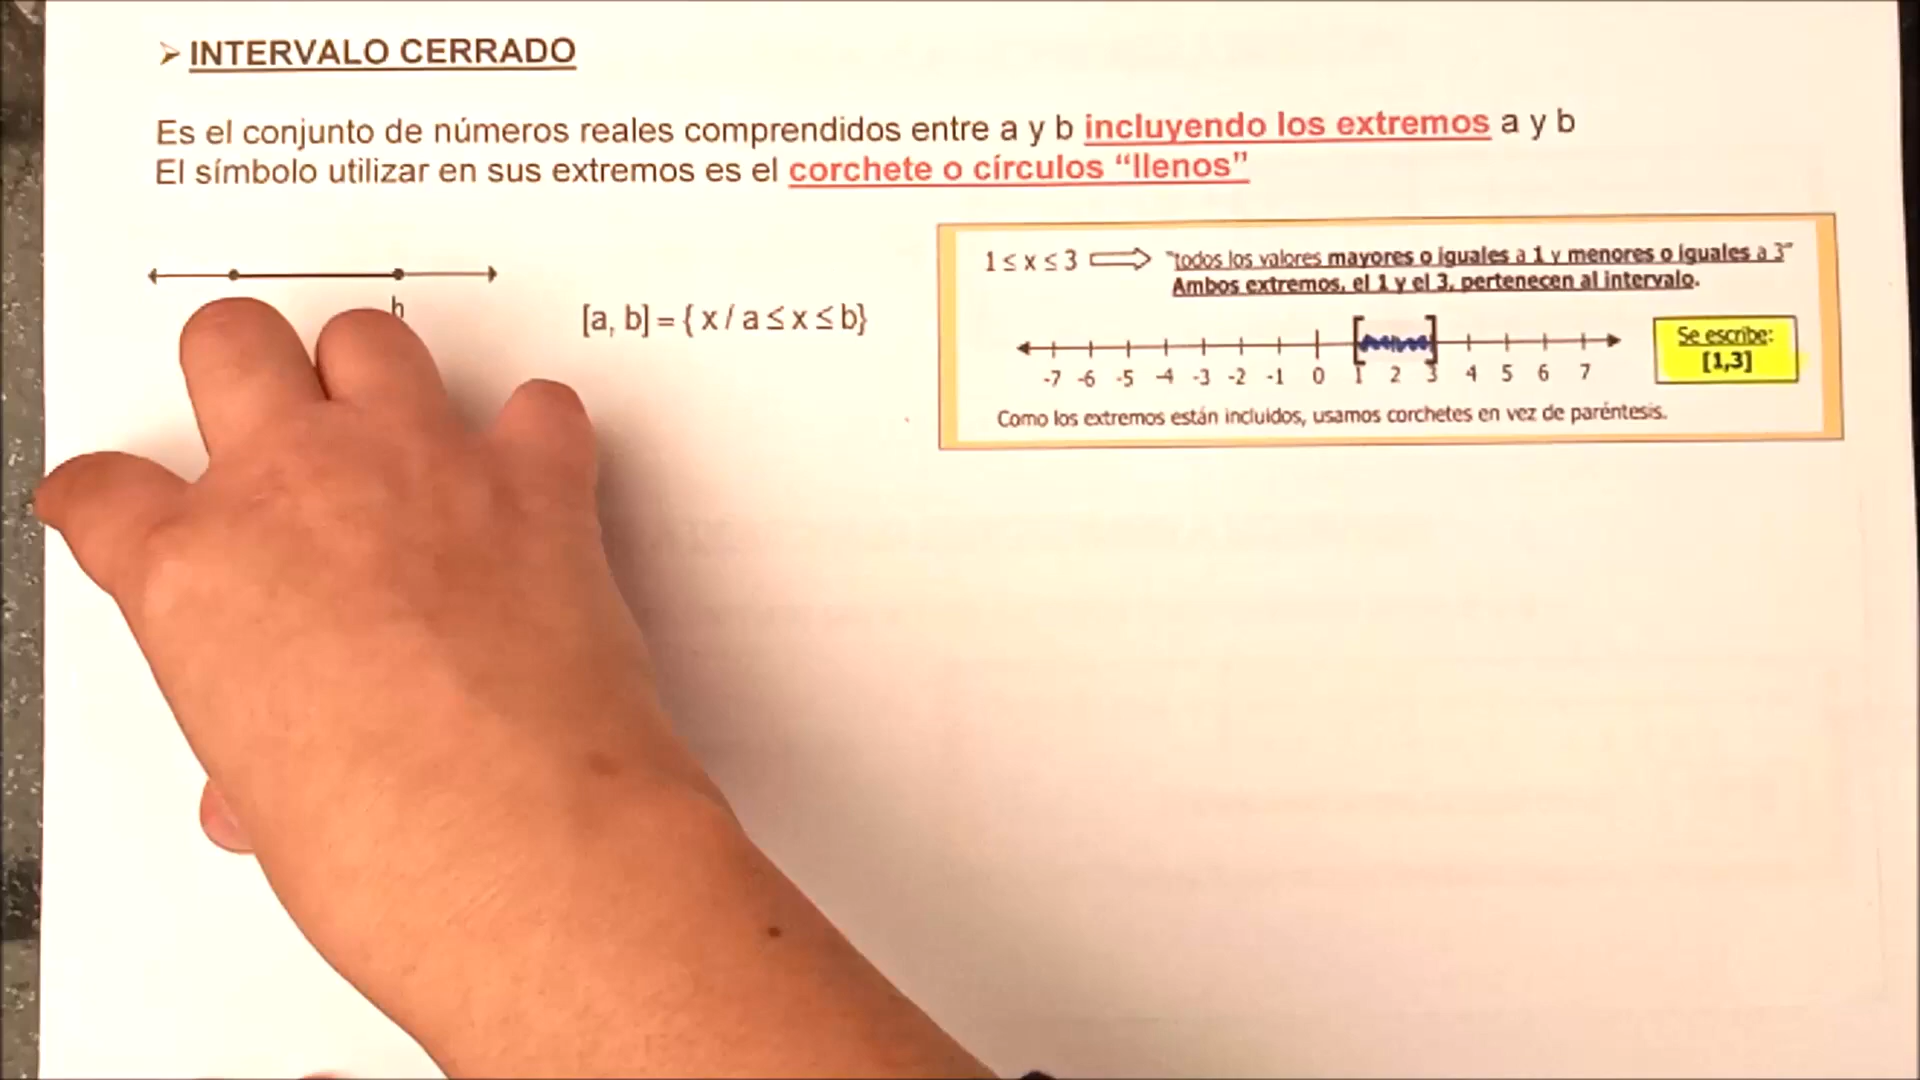 ➢ INTERVALO CERRADO
Es el conjunto de números reales comprendidos entre a y b incluyendo los extremos a y b
El símbolo utilizar en sus extremos es el corchete o círculos “llenos”
b
[a, b] = { x / a ≤ x ≤ b}
1 ≤ x ≤ 3 ⇒ "todos los valores mayores o iguales a 1 y menores o iguales a 3"
Ambos extremos, el 1 y el 3, pertenecen al intervalo.
[ ]
-7 -6 -5 -4 -3 -2 -1 0 1 2 3 4 5 6 7
Se escribe:
[1,3]
Como los extremos están incluidos, usamos corchetes en vez de paréntesis.